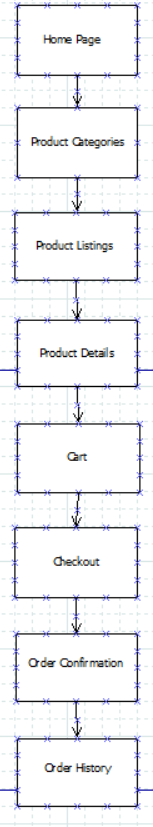 Home Page
Product Categories
Product Listings
Product Details
Cart
Checkout
Order Confirmation
Order History